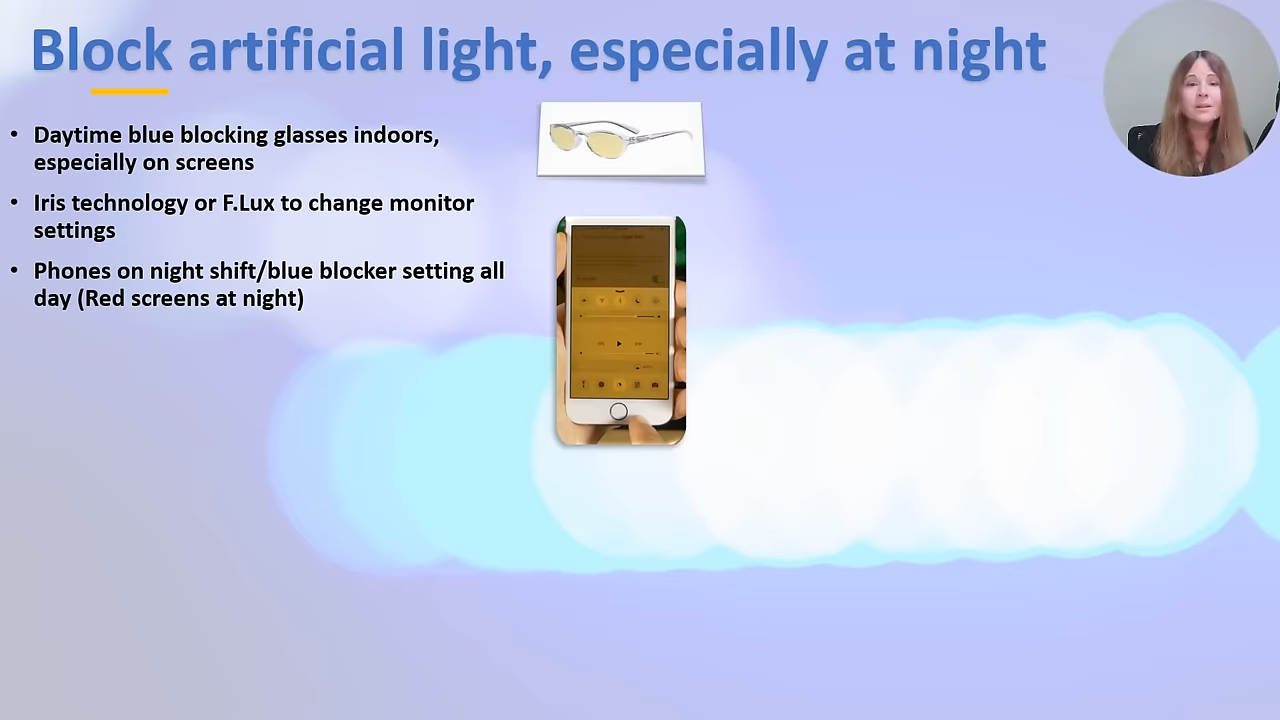 Block artificial light, especially at night
• Daytime blue blocking glasses indoors,
especially on screens
• Iris technology or F.Lux to change monitor
settings
• Phones on night shift/blue blocker setting all
day (Red screens at night)